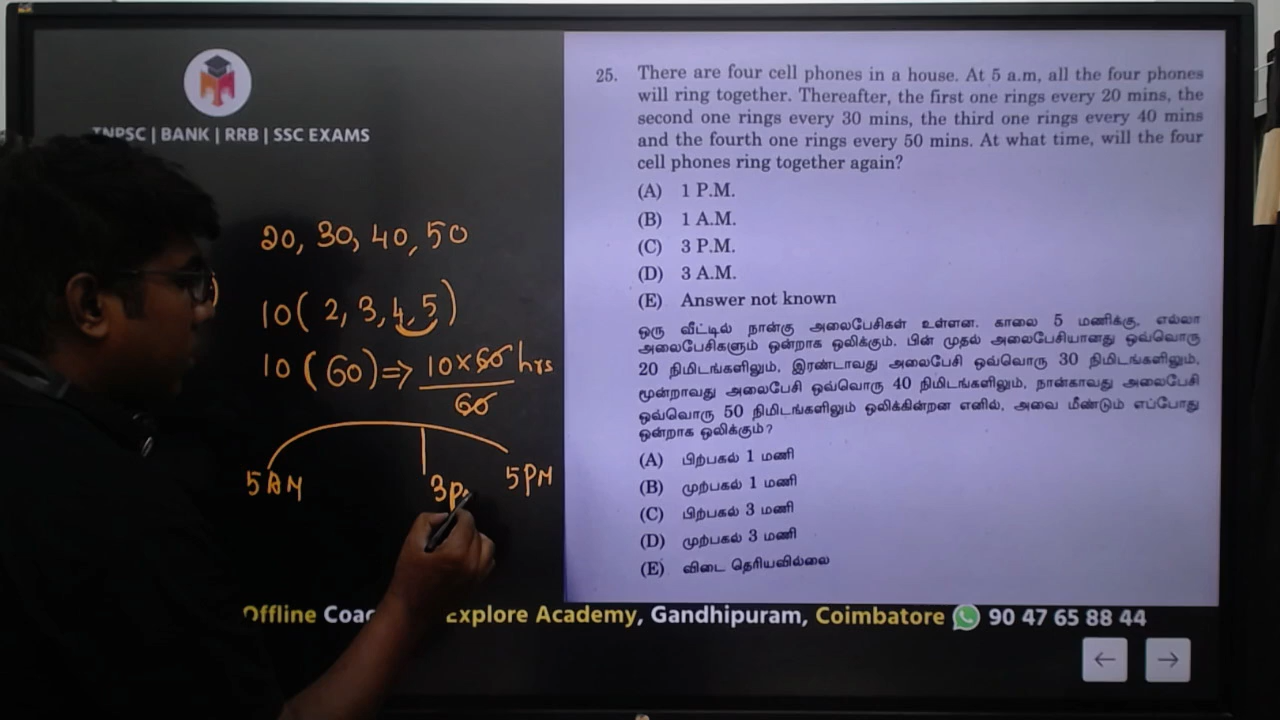 TNPSC | BANK | RRB | SSC EXAMS
20, 30, 40, 50
10 ( 2, 3, 4, 5 )
10 ( 60 ) => 10 × 60 hrs
60
5 AM
3 p
5 PM
25. There are four cell phones in a house. At 5 a.m, all the four phones
will ring together. Thereafter, the first one rings every 20 mins, the
second one rings every 30 mins, the third one rings every 40 mins
and the fourth one rings every 50 mins. At what time, will the four
cell phones ring together again?
(A) 1 P.M.
(B) 1 A.M.
(C) 3 P.M.
(D) 3 A.M.
(E) Answer not known
ஒரு வீட்டில் நான்கு அலைபேசிகள் உள்ளன. காலை 5 மணிக்கு, எல்லா
அலைபேசிகளும் ஒன்றாக ஒலிக்கும். பின் முதல் அலைபேசியானது ஒவ்வொரு
20 நிமிடங்களிலும், இரண்டாவது அலைபேசி ஒவ்வொரு 30 நிமிடங்களிலும்,
மூன்றாவது அலைபேசி ஒவ்வொரு 40 நிமிடங்களிலும், நான்காவது அலைபேசி
ஒவ்வொரு 50 நிமிடங்களிலும் ஒலிக்கின்றன எனில், அவை மீண்டும் எப்போது
ஒன்றாக ஒலிக்கும்?
(A) பிற்பகல் 1 மணி
(B) முற்பகல் 1 மணி
(C) பிற்பகல் 3 மணி
(D) முற்பகல் 3 மணி
(E) விடை தெரியவில்லை
Offline Explore Academy, Gandhipuram, Coimbatore 90 47 65 88 44